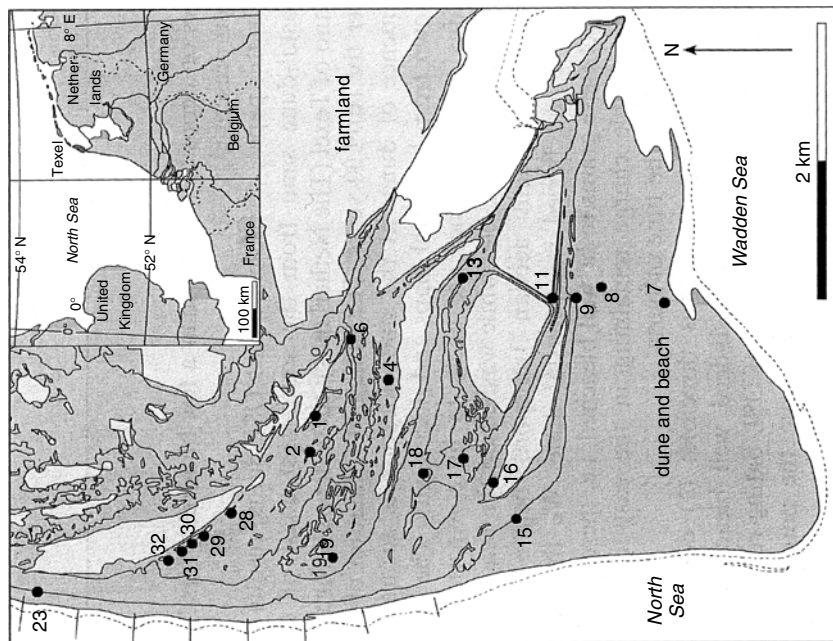 54° N
52° N
0°
0°
8° E
North Sea
Texel
Nether-
lands
Germany
Belgium
France
United
Kingdom
100 km
farmland
23
32
31
30
29
28
2
1
6
4
19
9
18
17
13
16
11
9
8
7
15
dune and beach
North
Sea
Wadden Sea
N
2 km